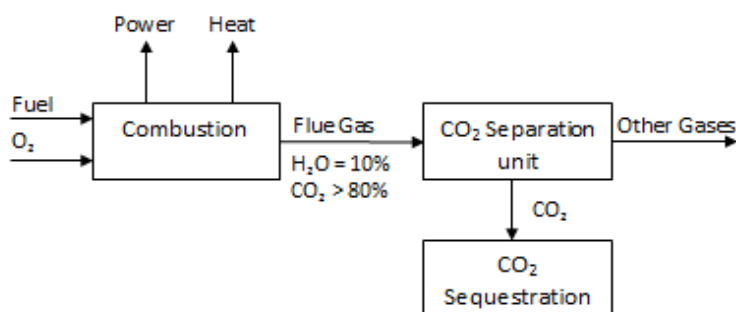 Power
Heat
Fuel
O₂
Combustion
Flue Gas
H₂O = 10%
CO₂ > 80%
CO₂ Separation
unit
Other Gases
CO₂
CO₂
Sequestration